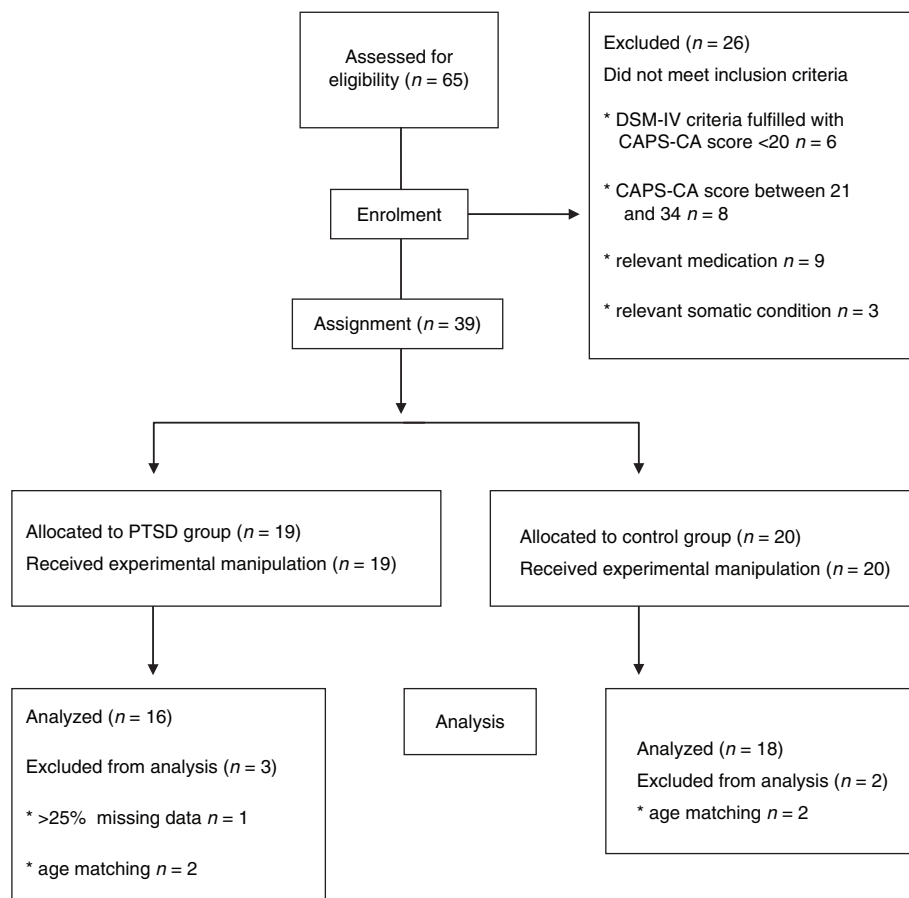 Assessed for
eligibility (n = 65)
Excluded (n = 26)
Did not meet inclusion criteria
* DSM-IV criteria fulfilled with
CAPS-CA score <20 n = 6
* CAPS-CA score between 21
and 34 n = 8
* relevant medication n = 9
* relevant somatic condition n = 3
Enrolment
Assignment (n = 39)
Allocated to PTSD group (n = 19)
Received experimental manipulation (n = 19)
Allocated to control group (n = 20)
Received experimental manipulation (n = 20)
Analyzed (n = 16)
Excluded from analysis (n = 3)
* >25% missing data n = 1
* age matching n = 2
Analysis
Analyzed (n = 18)
Excluded from analysis (n = 2)
* age matching n = 2